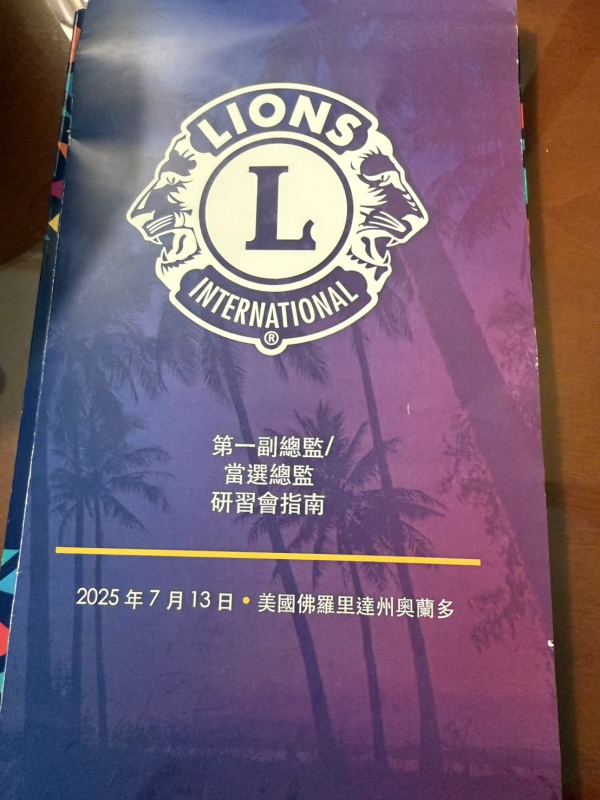 LIONS
L
INTERNATIONAL
®
第一副總監/
當選總監
研習會指南
2025 年 7 月 13 日 • 美國佛羅里達州奧蘭多